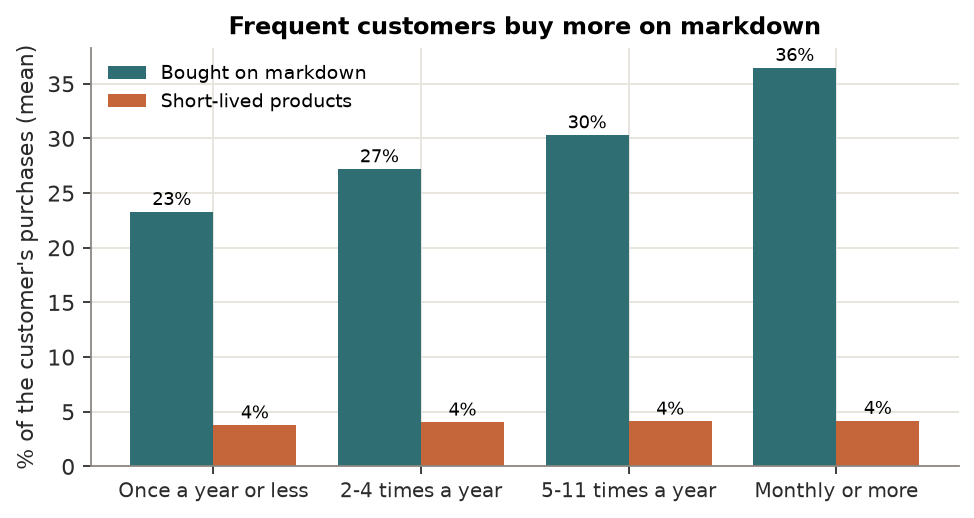 Frequent customers buy more on markdown
% of the customer's purchases (mean)
Bought on markdown
Short-lived products
35
30
25
20
15
10
5
0
23%
4%
27%
4%
30%
4%
36%
4%
Once a year or less
2-4 times a year
5-11 times a year
Monthly or more